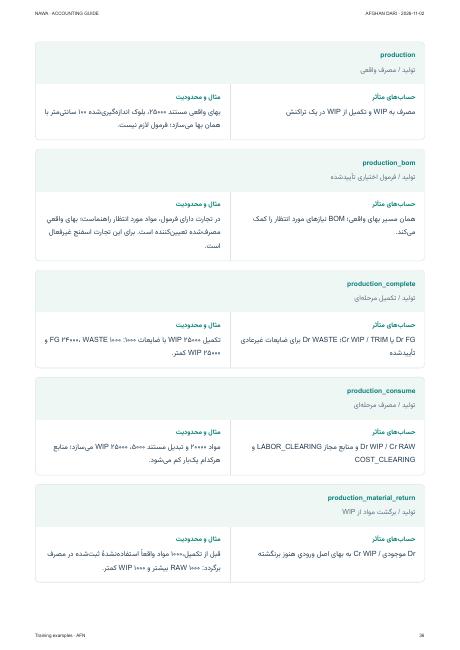 NAWA · ACCOUNTING GUIDE
AFGHAN DARI · 2026-11-02
production
تولید / مصرف واقعی
حساب‌های متأثر
مصرف به WIP و تکمیل از WIP در یک تراکنش
مثال و محدودیت
بهای واقعی مستند ۲۵۰۰۰، بلوک اندازه‌گیری‌شده ۱۰۰ سانتی‌متر با
همان بها می‌سازد؛ فرمول لازم نیست.
production_bom
تولید / فرمول اختیاری تأییدشده
حساب‌های متأثر
همان مسیر بهای واقعی؛ BOM نیازهای مورد انتظار را کمک
می‌کند.
مثال و محدودیت
در تجارت دارای فرمول، مواد مورد انتظار راهنماست؛ بهای واقعی
مصرف‌شده تعیین‌کننده است. برای این تجارت اسفنج غیرفعال
است.
production_complete
تولید / تکمیل مرحله‌ای
حساب‌های متأثر
Dr FG یا Cr WIP / TRIM؛ Dr WASTE برای ضایعات غیرعادی
تأییدشده
مثال و محدودیت
تکمیل WIP ۲۵۰۰۰ با ضایعات ۱۰۰۰: FG ۲۴۰۰۰، WASTE ۱۰۰۰ و
WIP ۲۵۰۰۰ کمتر.
production_consume
تولید / مصرف مرحله‌ای
حساب‌های متأثر
Dr WIP / Cr RAW و منابع مجاز LABOR_CLEARING و
COST_CLEARING
مثال و محدودیت
مواد ۲۰۰۰۰ و تبدیل مستند ۵۰۰۰، WIP ۲۵۰۰۰ می‌سازد؛ منابع
هرکدام یک‌بار کم می‌شود.
production_material_return
تولید / برگشت مواد از WIP
حساب‌های متأثر
Dr موجودی / Cr WIP به بهای اصل ورودی هنوز برنگشته
مثال و محدودیت
قبل از تکمیل، ۱۰۰۰ مواد واقعاً استفاده‌نشدهٔ ثبت‌شده در مصرف
برگردد: RAW ۱۰۰۰ بیشتر و WIP ۱۰۰۰ کمتر.
Training examples · AFN
36